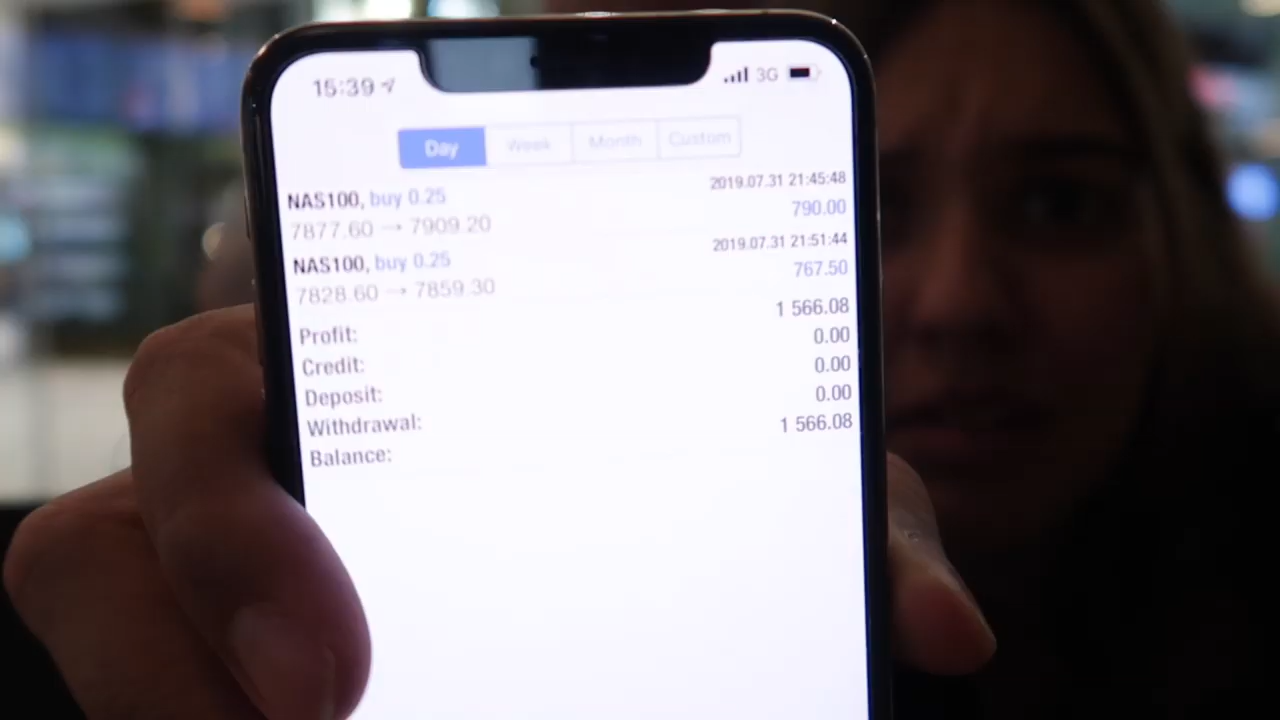 15:39 3G
Day Week Month Custom
NAS100, buy 0.25 2019.07.31 21:45:48
7877.60 → 7909.20 790.00
NAS100, buy 0.25 2019.07.31 21:51:44
7828.60 → 7859.30 767.50
Profit: 1 566.08
Credit: 0.00
Deposit: 0.00
Withdrawal: 0.00
Balance: 1 566.08